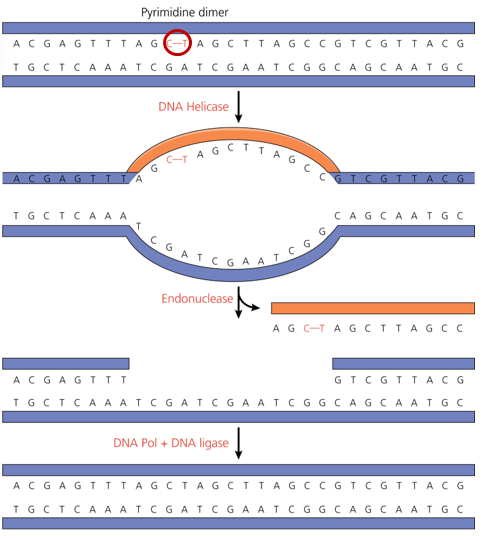 Pyrimidine dimer
A C G A G T T T A G C—T A G C T T A G C C G T C G T T A C G
T G C T C A A A T C G A T C G A A T C G G C A G C A A T G C
DNA Helicase
A C G A G T T T A G C—T A G C T T A G C C G T C G T T A C G
T G C T C A A A T C G A T C G A A T C G G C A G C A A T G C
Endonuclease
A G C—T A G C T T A G C C
A C G A G T T T G T C G T T A C G
T G C T C A A A T C G A T C G A A T C G G C A G C A A T G C
DNA Pol + DNA ligase
A C G A G T T T A G C T A G C T T A G C C G T C G T T A C G
T G C T C A A A T C G A T C G A A T C G G C A G C A A T G C